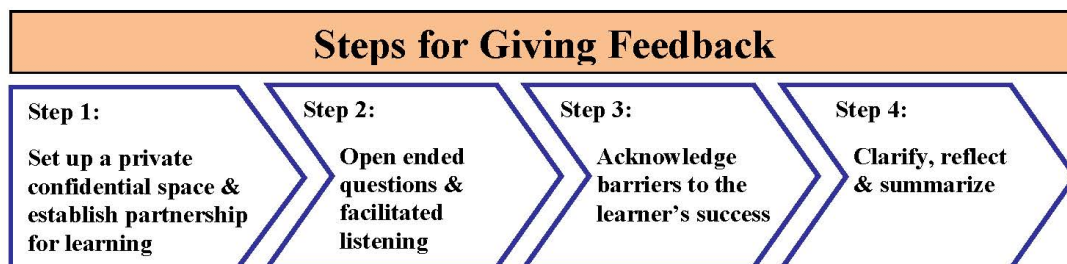 Steps for Giving Feedback
Step 1:
Set up a private
confidential space &
establish partnership
for learning
Step 2:
Open ended
questions &
facilitated
listening
Step 3:
Acknowledge
barriers to the
learner's success
Step 4:
Clarify, reflect
& summarize